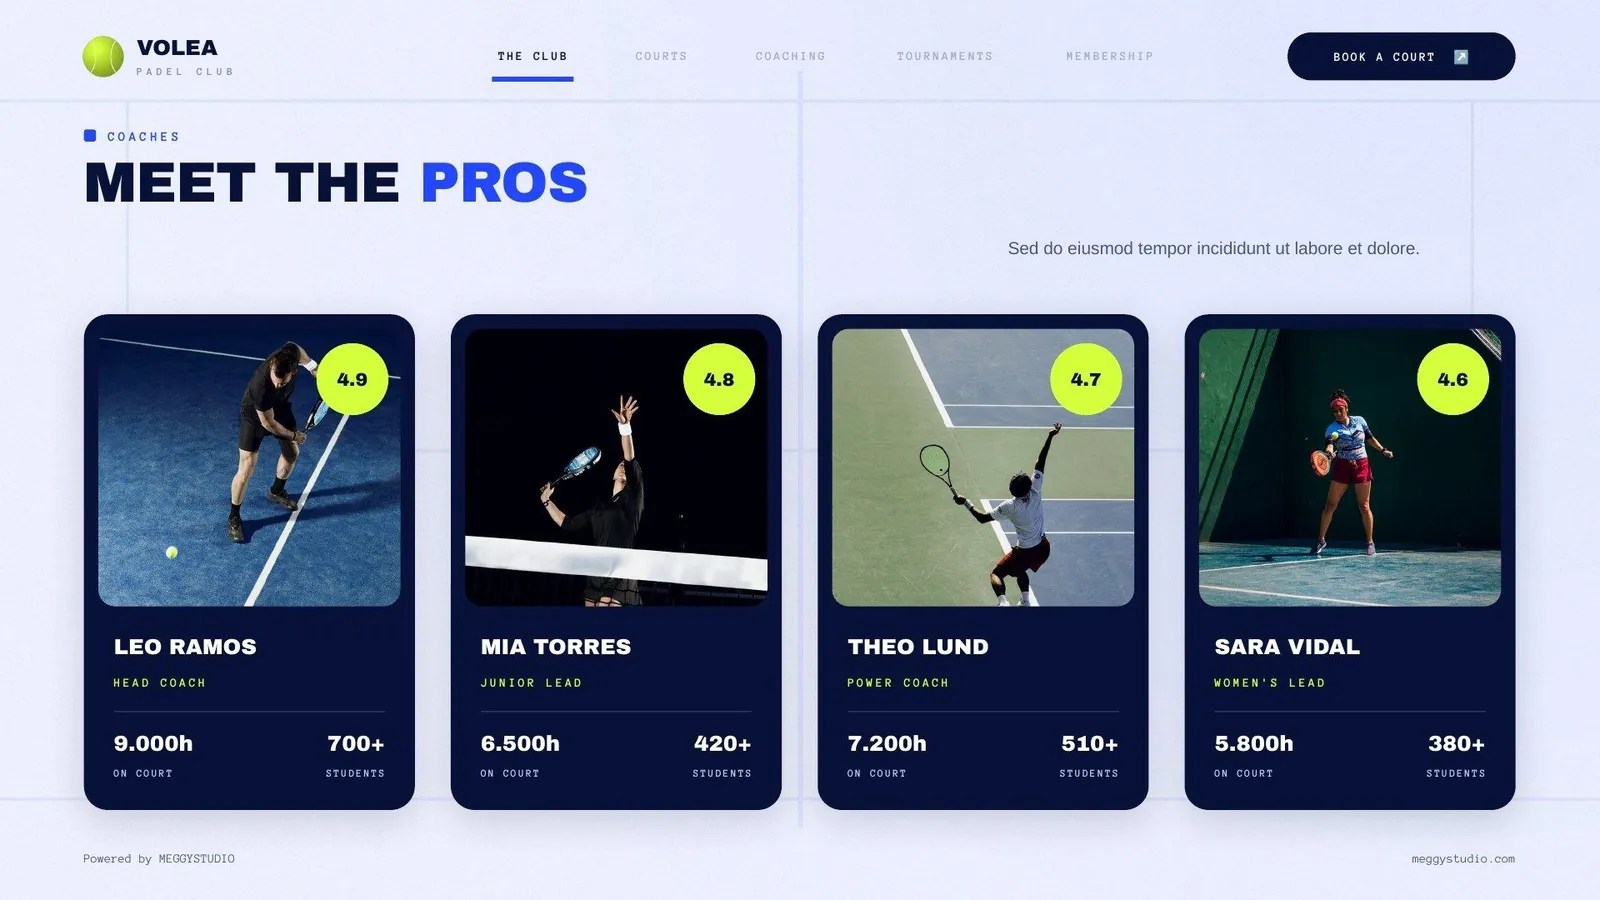 VOLEA
PADEL CLUB
THE CLUB
COURTS
COACHING
TOURNAMENTS
MEMBERSHIP
BOOK A COURT ↗
COACHES
MEET THE PROS
Sed do eiusmod tempor incididunt ut labore et dolore.
4.9
LEO RAMOS
HEAD COACH
9.000h
700+
ON COURT
STUDENTS
4.8
MIA TORRES
JUNIOR LEAD
6.500h
420+
ON COURT
STUDENTS
4.7
THEO LUND
POWER COACH
7.200h
510+
ON COURT
STUDENTS
4.6
SARA VIDAL
WOMEN'S LEAD
5.800h
380+
ON COURT
STUDENTS
Powered by MEGGYSTUDIO
meggystudio.com